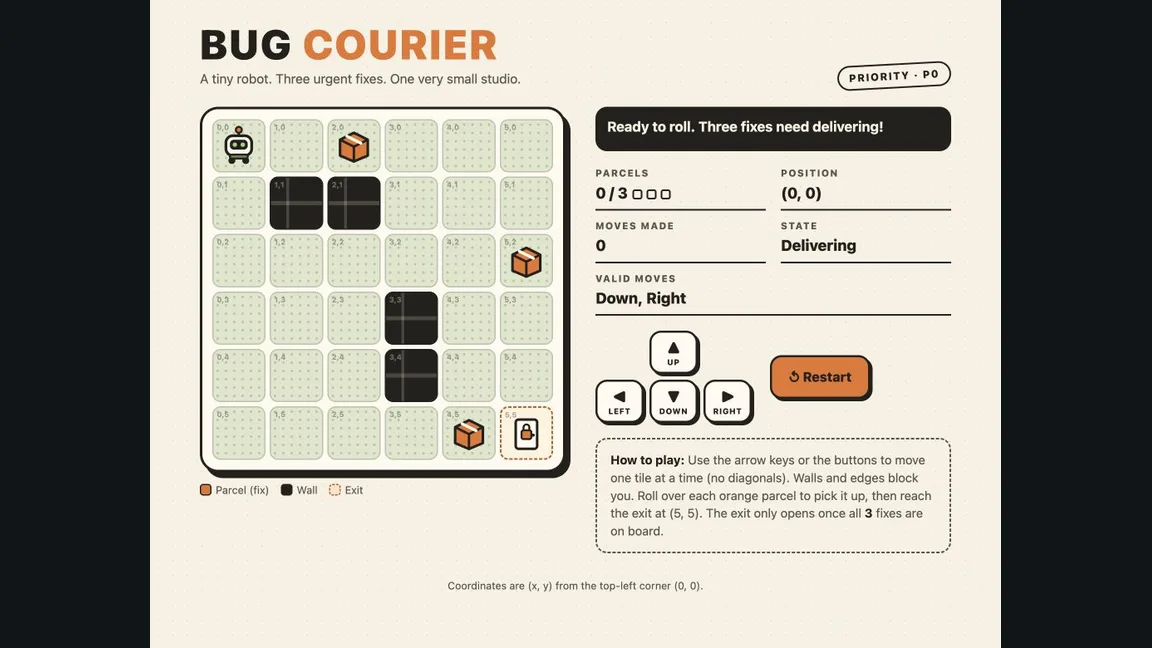 BUG COURIER
A tiny robot. Three urgent fixes. One very small studio.
PRIORITY · P0
0,0 1,0 2,0 3,0 4,0 5,0
0,1 1,1 2,1 3,1 4,1 5,1
0,2 1,2 2,2 3,2 4,2 5,2
0,3 1,3 2,3 3,3 4,3 5,3
0,4 1,4 2,4 3,4 4,4 5,4
0,5 1,5 2,5 3,5 4,5 5,5
Parcel (fix) Wall Exit
Ready to roll. Three fixes need delivering!
PARCELS
0 / 3
POSITION
(0, 0)
MOVES MADE
0
STATE
Delivering
VALID MOVES
Down, Right
▲
UP
◀ ▼ ▶
LEFT DOWN RIGHT
↺ Restart
How to play: Use the arrow keys or the buttons to move
one tile at a time (no diagonals). Walls and edges block
you. Roll over each orange parcel to pick it up, then reach
the exit at (5, 5). The exit only opens once all 3 fixes are
on board.
Coordinates are (x, y) from the top-left corner (0, 0).